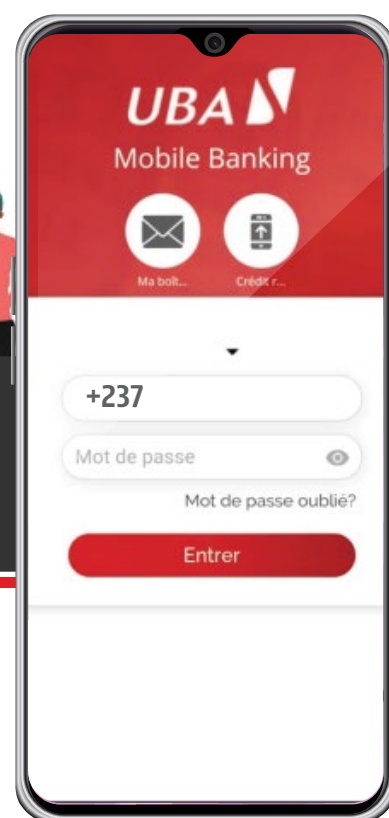 UBA
Mobile Banking
Ma boît...
Crédit r...
+237
Mot de passe
Mot de passe oublié?
Entrer